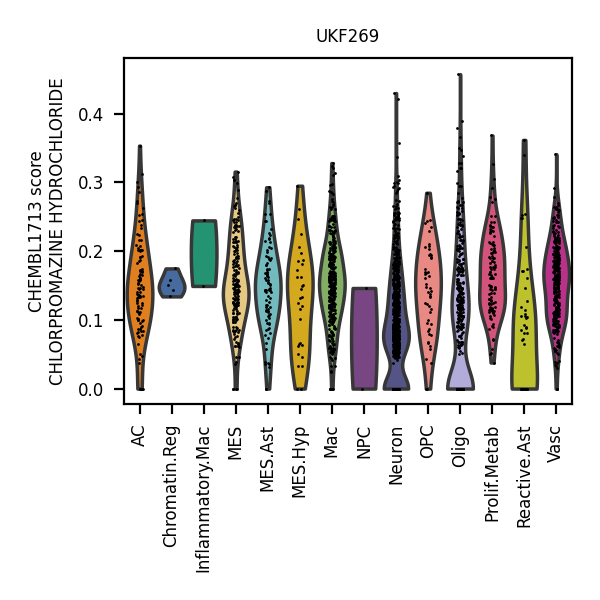 UKF269
CHEMBL1713 score
CHLORPROMAZINE HYDROCHLORIDE
0.4
0.3
0.2
0.1
0.0
AC
Chromatin.Reg
Inflammatory.Mac
MES
MES.Ast
MES.Hyp
Mac
NPC
Neuron
OPC
Oligo
Prolif.Metab
Reactive.Ast
Vasc